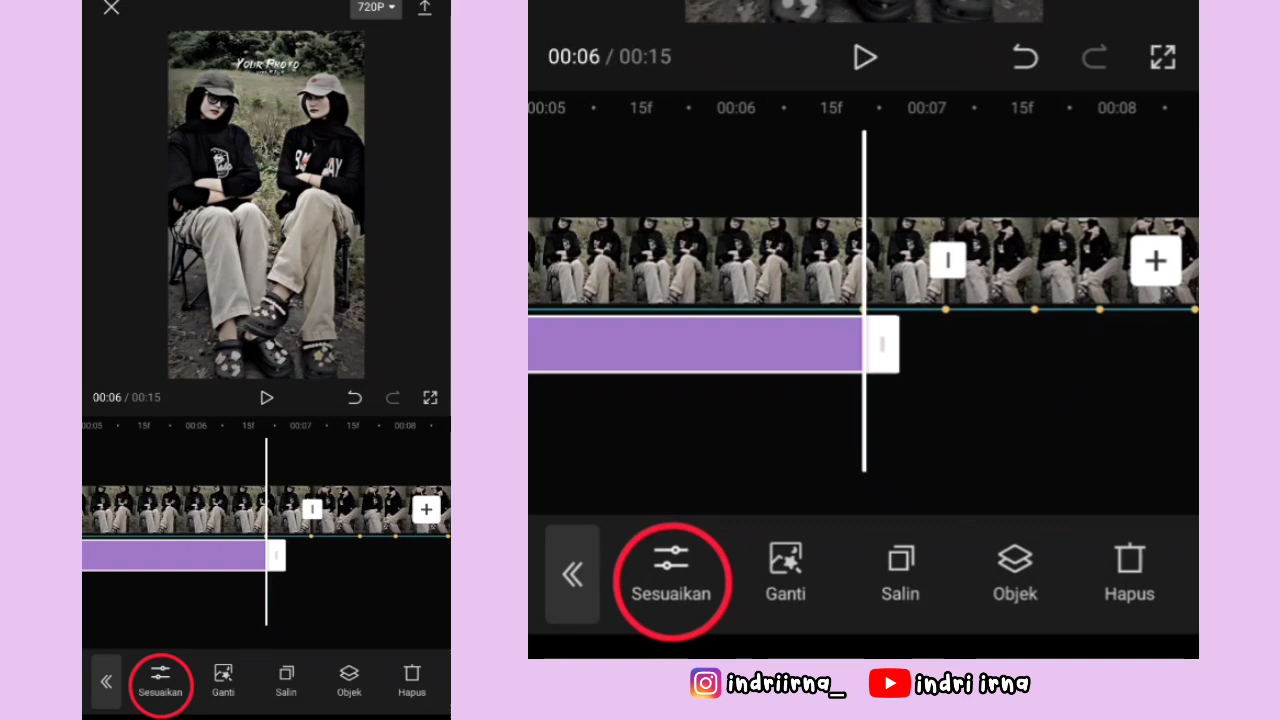 720P
YOUR PHOTO
00:06 / 00:15
00:05 15f 00:06 15f 00:07 15f 00:08
Sesuaikan Ganti Salin Objek Hapus
00:06 / 00:15
00:05 15f 00:06 15f 00:07 15f 00:08
Sesuaikan Ganti Salin Objek Hapus
indriirna_ indri irna